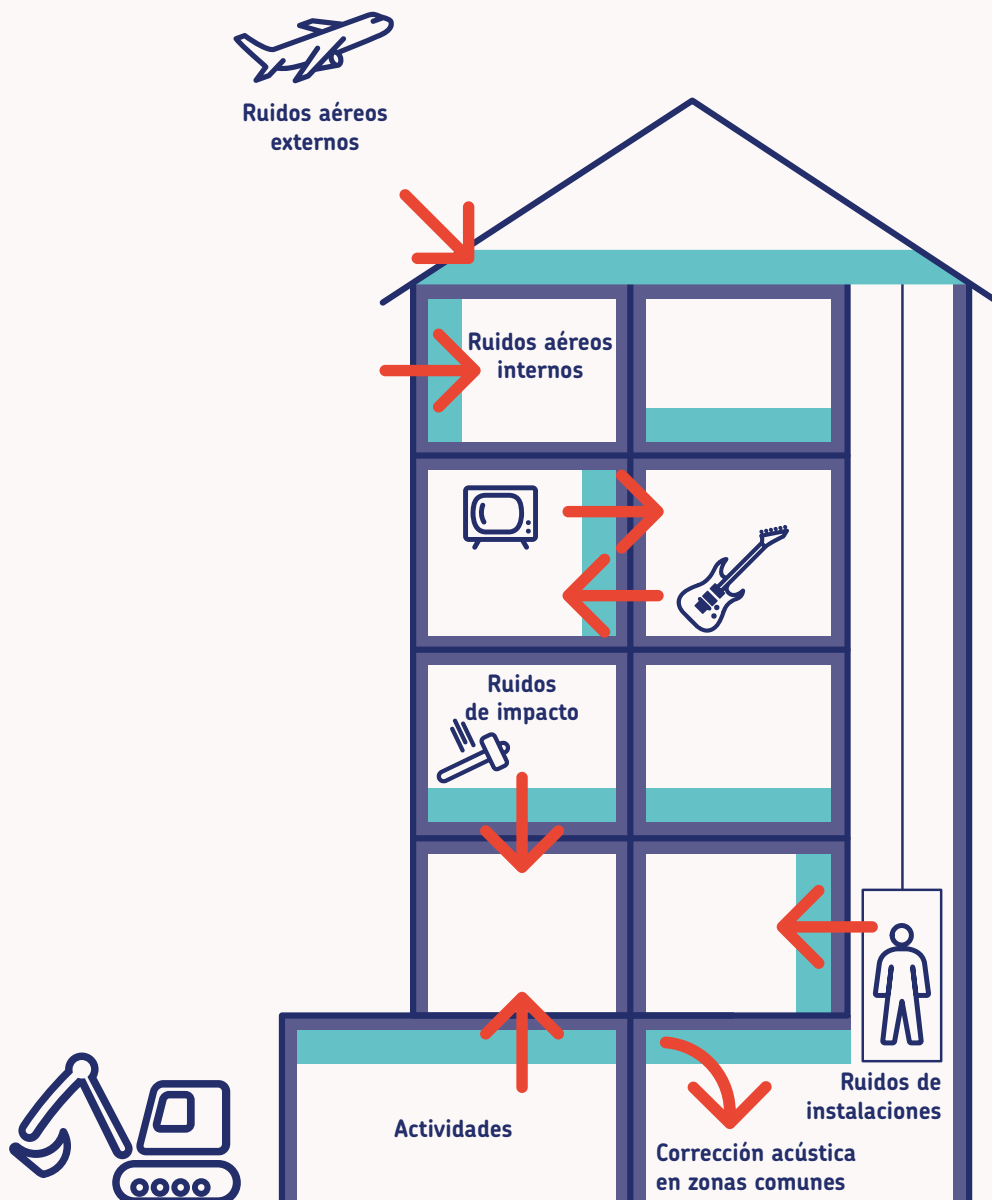 Ruidos aéreos
externos
Ruidos aéreos
internos
Ruidos
de impacto
Ruidos de
instalaciones
Actividades
Corrección acústica
en zonas comunes